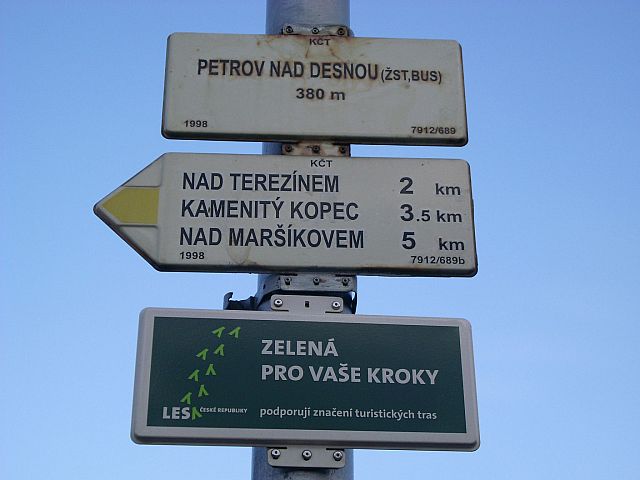 KČT
PETROV NAD DESNOU (ŽST,BUS)
380 m
1998 7912/689
KČT
NAD TEREZÍNEM 2 km
KAMENITÝ KOPEC 3.5 km
NAD MARŠÍKOVEM 5 km
1998 7912/689b
ZELENÁ
PRO VAŠE KROKY
LESY ČESKÉ REPUBLIKY podporují značení turistických tras